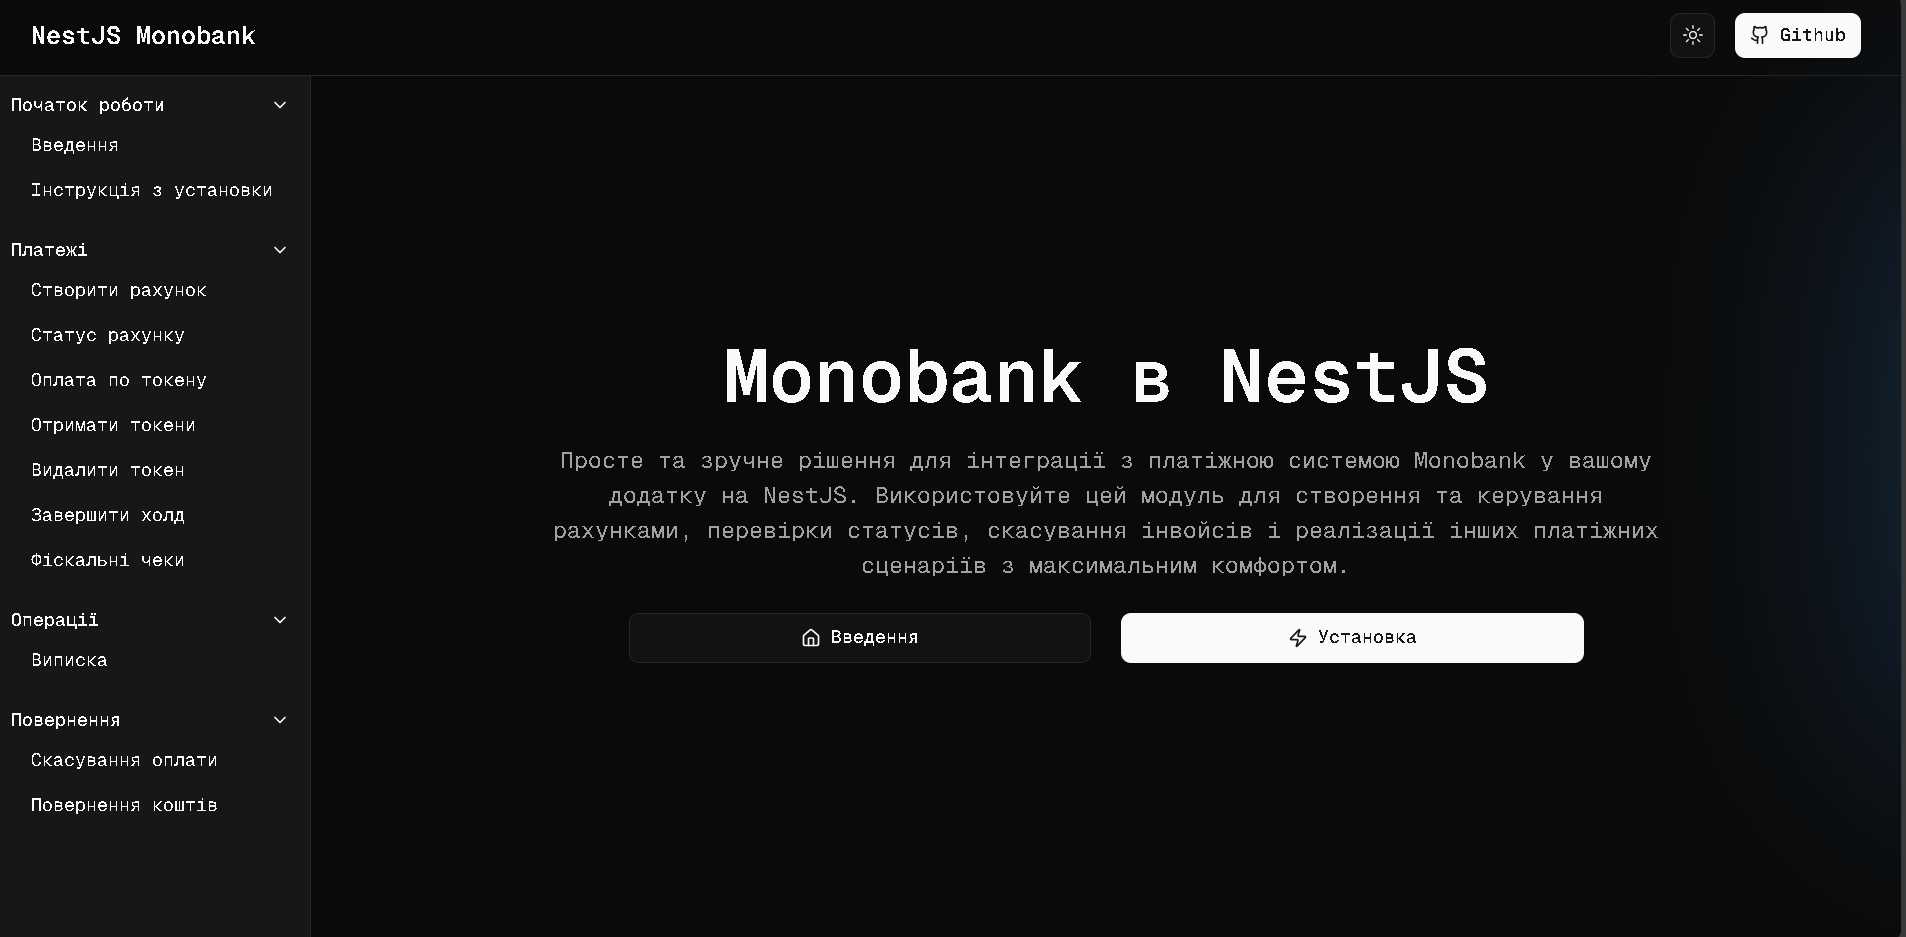 NestJS Monobank
Github
Початок роботи
Введення
Інструкція з установки
Платежі
Створити рахунок
Статус рахунку
Оплата по токену
Отримати токени
Видалити токен
Завершити холд
Фіскальні чеки
Операції
Виписка
Повернення
Скасування оплати
Повернення коштів
Monobank в NestJS
Просте та зручне рішення для інтеграції з платіжною системою Monobank у вашому
додатку на NestJS. Використовуйте цей модуль для створення та керування
рахунками, перевірки статусів, скасування інвойсів і реалізації інших платіжних
сценаріїв з максимальним комфортом.
Введення
Установка